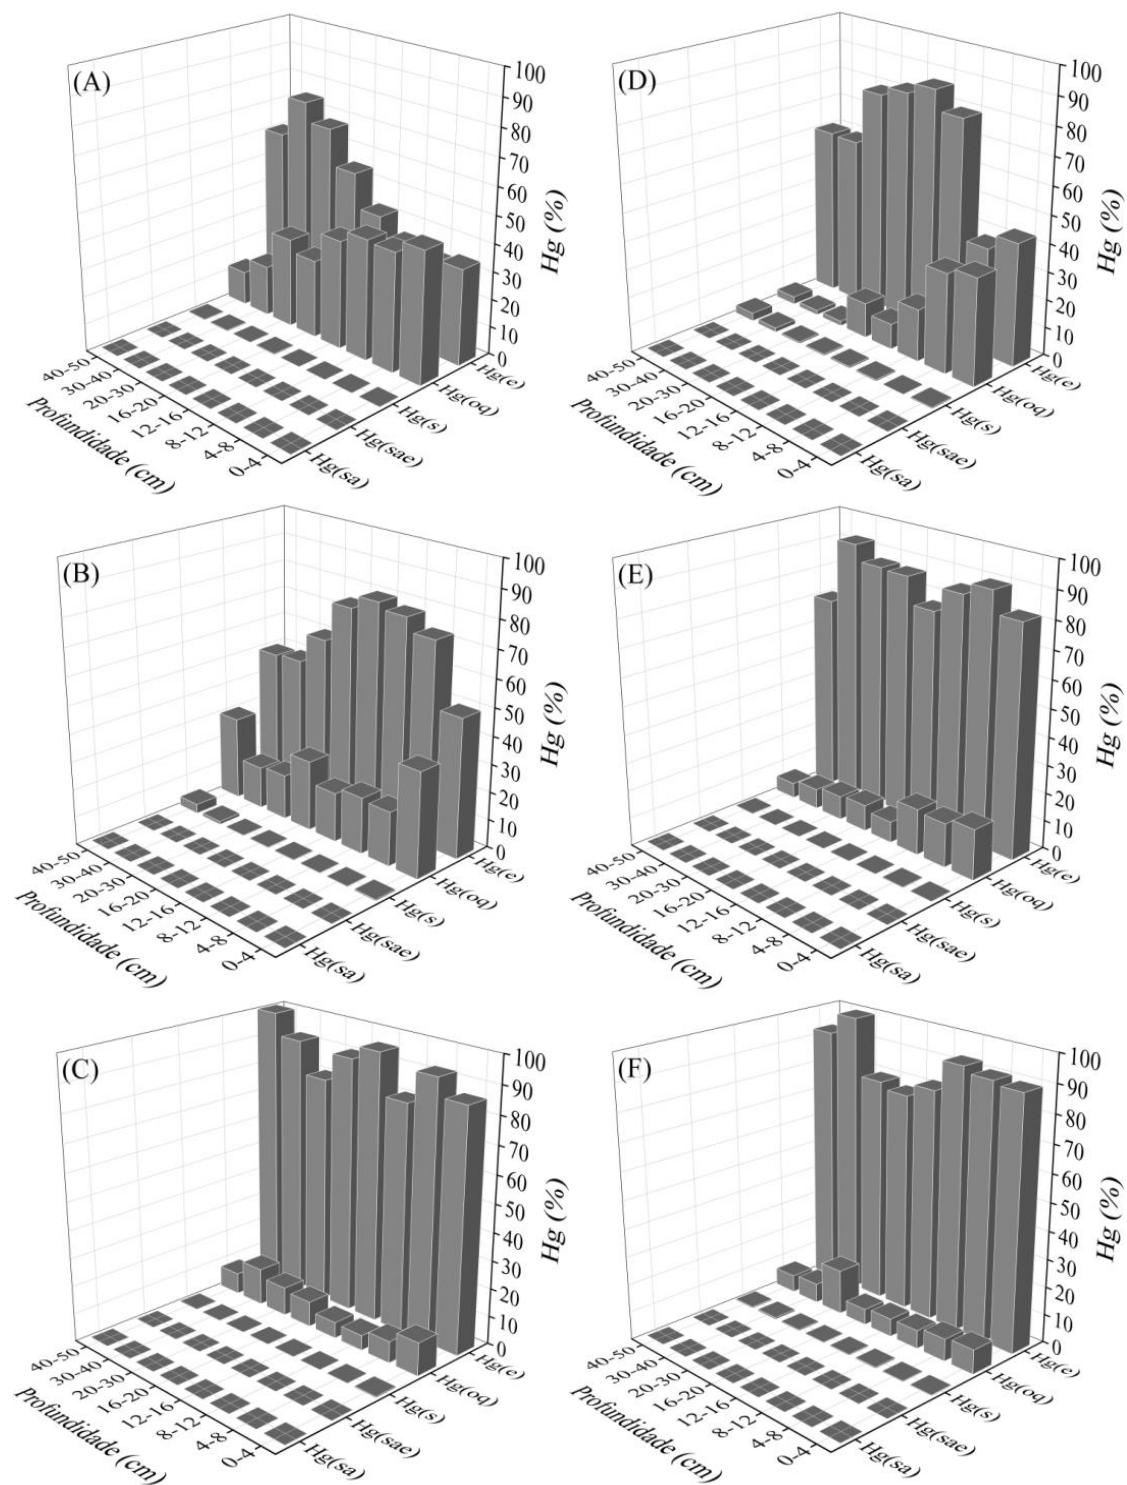 (A)
100
90
80
70
60
50
40
30
20
10
0
Hg (%)
40-50
30-40
20-30
16-20
12-16
8-12
4-8
0-4
Profundidade (cm)
Hg(sa)
Hg(sae)
Hg(s)
Hg(oq)
Hg(e)
(D)
100
90
80
70
60
50
40
30
20
10
0
Hg (%)
40-50
30-40
20-30
16-20
12-16
8-12
4-8
0-4
Profundidade (cm)
Hg(sa)
Hg(sae)
Hg(s)
Hg(oq)
Hg(e)
(B)
100
90
80
70
60
50
40
30
20
10
0
Hg (%)
40-50
30-40
20-30
16-20
12-16
8-12
4-8
0-4
Profundidade (cm)
Hg(sa)
Hg(sae)
Hg(s)
Hg(oq)
Hg(e)
(E)
100
90
80
70
60
50
40
30
20
10
0
Hg (%)
40-50
30-40
20-30
16-20
12-16
8-12
4-8
0-4
Profundidade (cm)
Hg(sa)
Hg(sae)
Hg(s)
Hg(oq)
Hg(e)
(C)
100
90
80
70
60
50
40
30
20
10
0
Hg (%)
40-50
30-40
20-30
16-20
12-16
8-12
4-8
0-4
Profundidade (cm)
Hg(sa)
Hg(sae)
Hg(s)
Hg(oq)
Hg(e)
(F)
100
90
80
70
60
50
40
30
20
10
0
Hg (%)
40-50
30-40
20-30
16-20
12-16
8-12
4-8
0-4
Profundidade (cm)
Hg(sa)
Hg(sae)
Hg(s)
Hg(oq)
Hg(e)